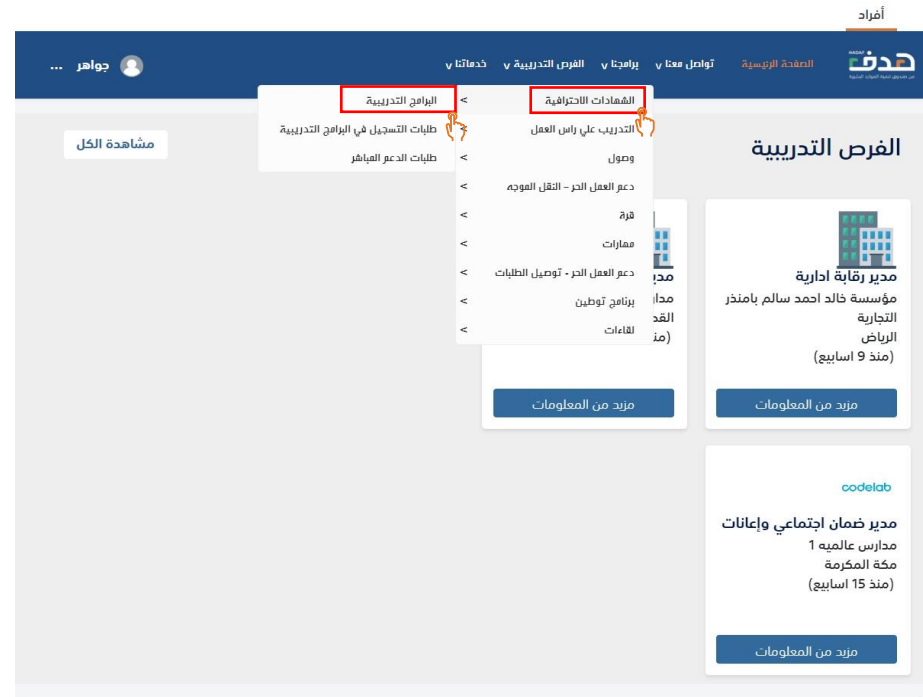 أفراد
هدف
الصفحة الرئيسية
تواصل معنا
برامجنا
الفرص التدريبية
خدماتنا
جواهر ...
الشهادات الاحترافية
التدريب علي راس العمل
وصول
دعم العمل الحر – النقل الموجه
قرة
مهارات
دعم العمل الحر - توصيل الطلبات
برنامج توطين
لقاءات
البرامج التدريبية
طلبات التسجيل في البرامج التدريبية
طلبات الدعم المباشر
الفرص التدريبية
مشاهدة الكل
مدير رقابة ادارية
مؤسسة خالد احمد سالم بامنذر
التجارية
الرياض
(منذ 9 اسابيع)
مزيد من المعلومات
مزيد من المعلومات
codelab
مدير ضمان اجتماعي وإعانات
مدارس عالميه 1
مكة المكرمة
(منذ 15 اسابيع)
مزيد من المعلومات